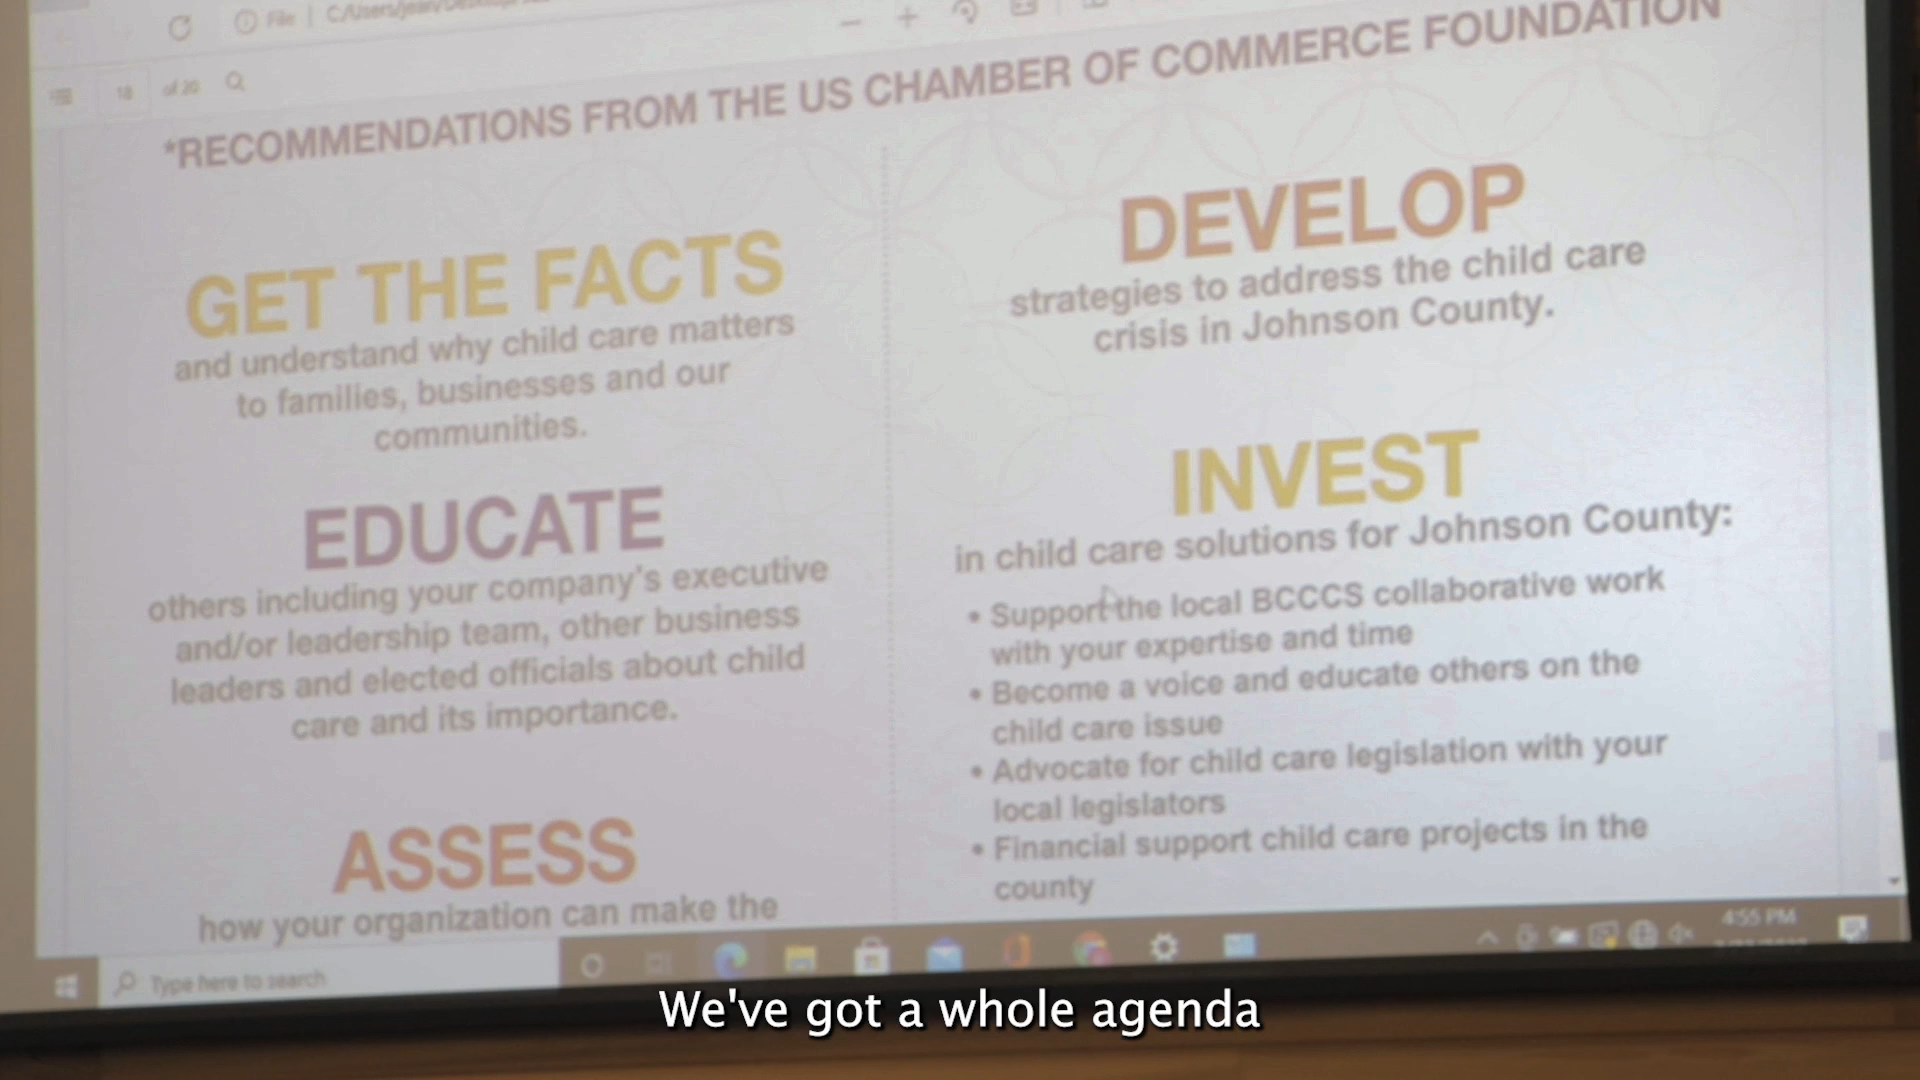 File
18 of 20
*RECOMMENDATIONS FROM THE US CHAMBER OF COMMERCE FOUNDATION
GET THE FACTS
and understand why child care matters
to families, businesses and our
communities.
EDUCATE
others including your company's executive
and/or leadership team, other business
leaders and elected officials about child
care and its importance.
ASSESS
how your organization can make the
DEVELOP
strategies to address the child care
crisis in Johnson County.
INVEST
in child care solutions for Johnson County:
• Support the local BCCCS collaborative work
with your expertise and time
• Become a voice and educate others on the
child care issue
• Advocate for child care legislation with your
local legislators
• Financial support child care projects in the
county
Type here to search
4:55 PM
We've got a whole agenda